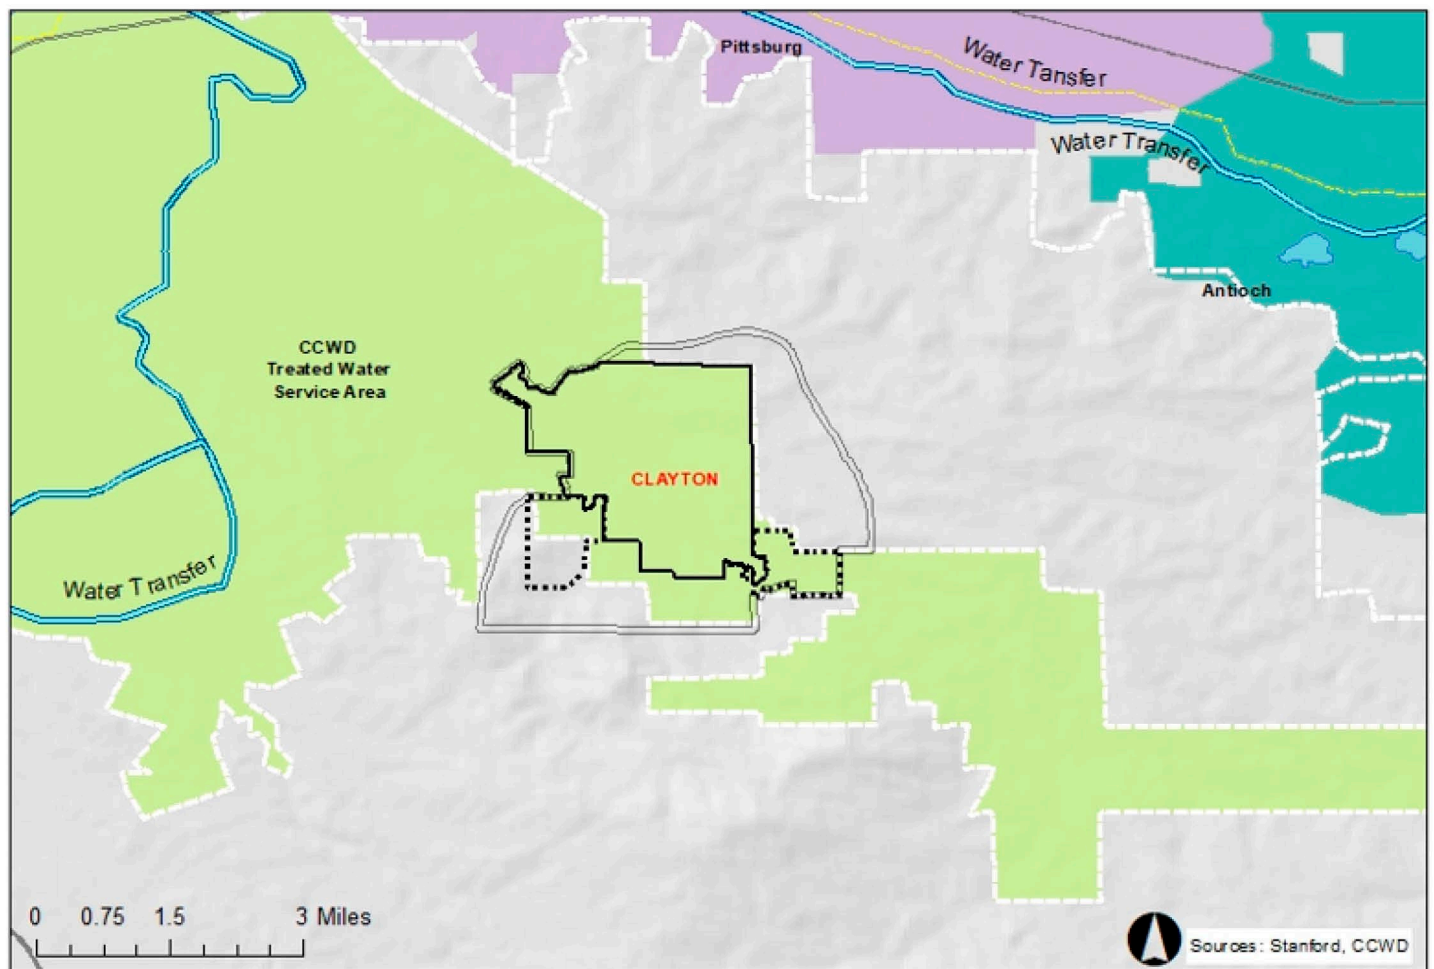 Pittsburg
Water Tansfer
Water Transfer
Antioch
CCWD
Treated Water
Service Area
CLAYTON
Water Transfer
0 0.75 1.5 3 Miles
Sources: Stanford, CCWD